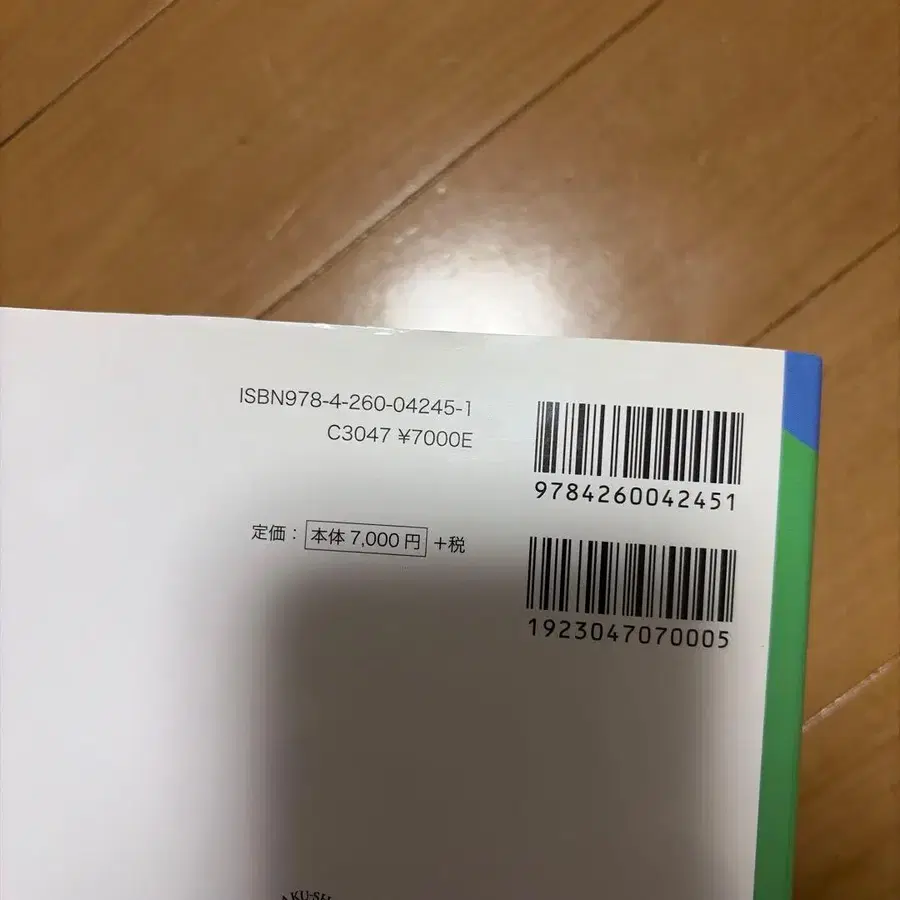 ISBN978-4-260-04245-1
C3047 ¥7000E
定価： 本体 7,000 円 +税
9784260042451
1923047070005